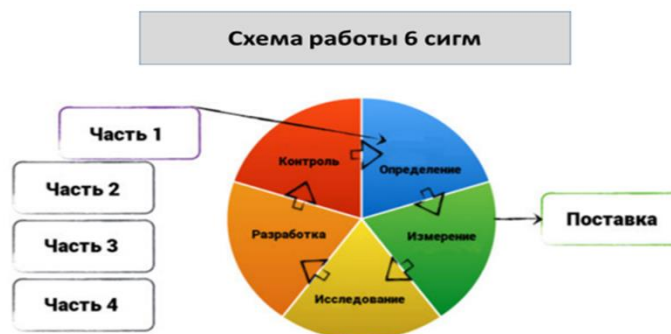 Схема работы 6 сигм
Часть 1
Часть 2
Часть 3
Часть 4
Контроль
Определение
Разработка
Измерение
Исследование
Поставка